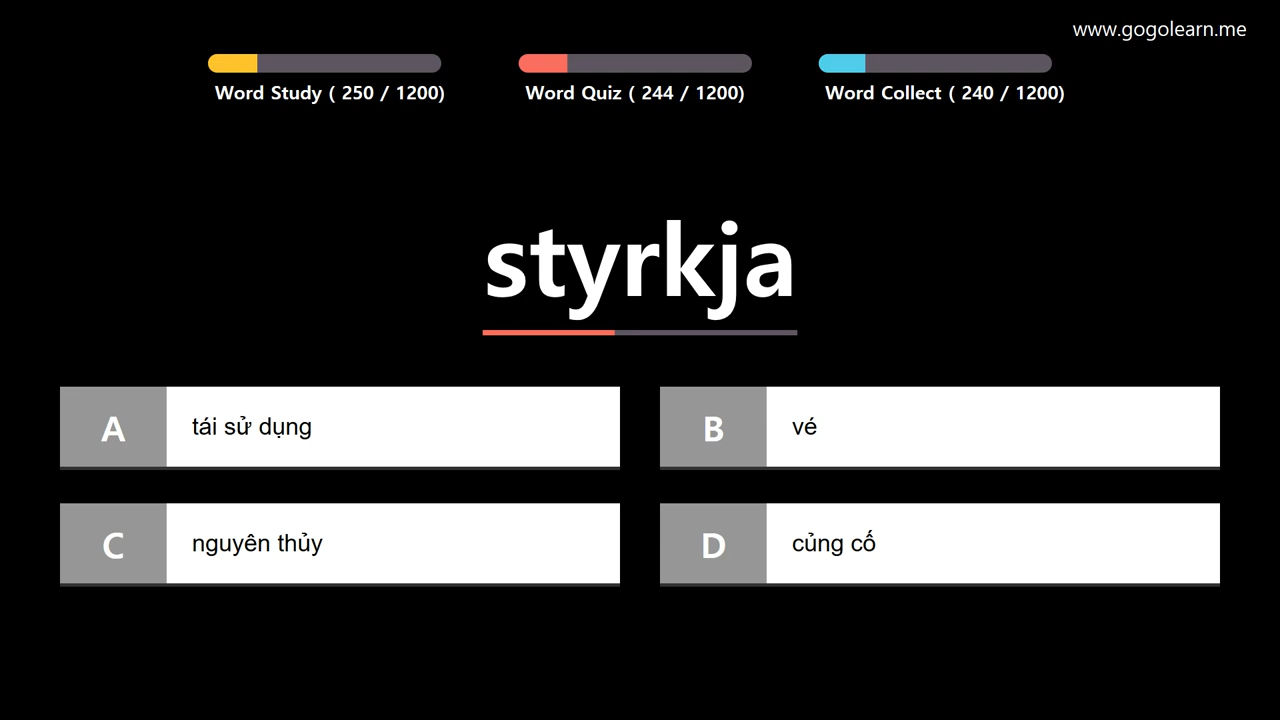 www.gogolearn.me
Word Study ( 250 / 1200)
Word Quiz ( 244 / 1200)
Word Collect ( 240 / 1200)
styrkja
A
tái sử dụng
B
vé
C
nguyên thủy
D
củng cố